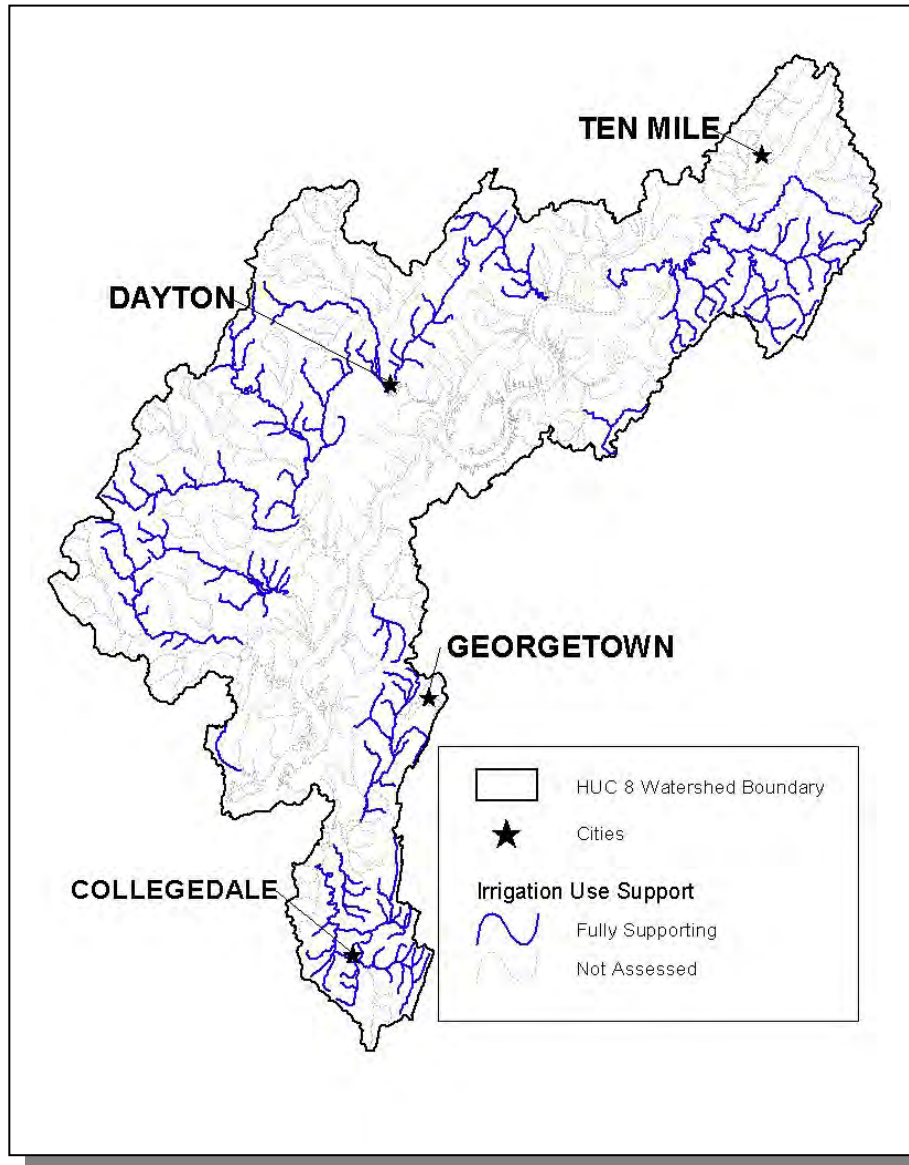 TEN MILE
DAYTON
GEORGETOWN
HUC 8 Watershed Boundary
Cities
COLLEGEDALE
Irrigation Use Support
Fully Supporting
Not Assessed